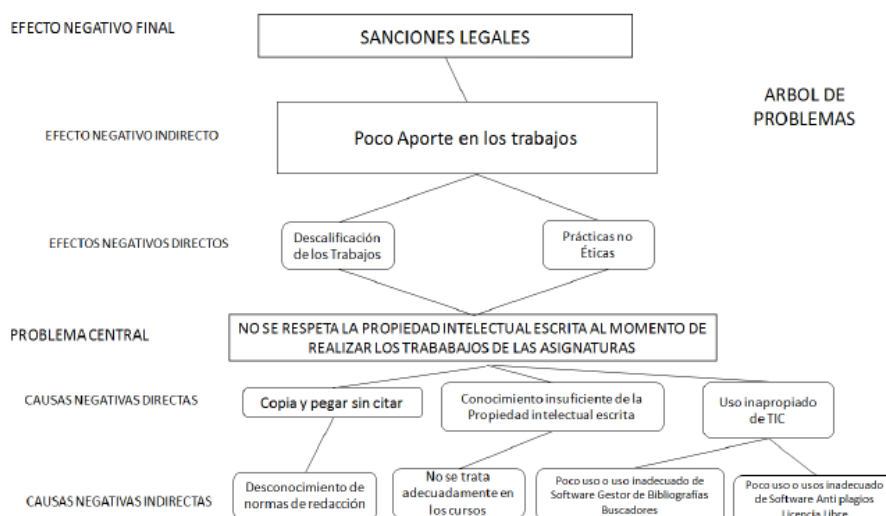 EFECTO NEGATIVO FINAL
SANCIONES LEGALES
ARBOL DE
PROBLEMAS
EFECTO NEGATIVO INDIRECTO
Poco Aporte en los trabajos
EFECTOS NEGATIVOS DIRECTOS
Descalificación
de los Trabajos
Prácticas no
Éticas
PROBLEMA CENTRAL
NO SE RESPETA LA PROPIEDAD INTELECTUAL ESCRITA AL MOMENTO DE
REALIZAR LOS TRABABAJOS DE LAS ASIGNATURAS
CAUSAS NEGATIVAS DIRECTAS
Copia y pegar sin citar
Conocimiento insuficiente de la
Propiedad intelectual escrita
Uso inapropiado
de TIC
CAUSAS NEGATIVAS INDIRECTAS
Desconocimiento de
normas de redacción
No se trata
adecuadamente en
los cursos
Poco uso o uso inadecuado de
Software Gestor de Bibliografías
Buscadores
Poco uso o usos inadecuado
de Software Anti plagios
Licencia Libre